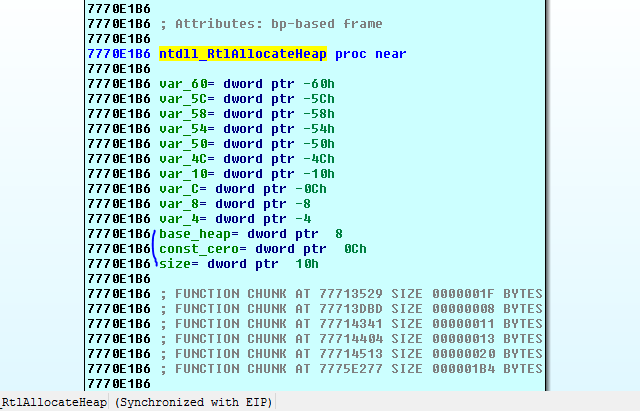 7770E1B6
7770E1B6 ; Attributes: bp-based frame
7770E1B6
7770E1B6 ntdll_RtlAllocateHeap proc near
7770E1B6
7770E1B6 var_60= dword ptr -60h
7770E1B6 var_5C= dword ptr -5Ch
7770E1B6 var_58= dword ptr -58h
7770E1B6 var_54= dword ptr -54h
7770E1B6 var_50= dword ptr -50h
7770E1B6 var_4C= dword ptr -4Ch
7770E1B6 var_10= dword ptr -10h
7770E1B6 var_C= dword ptr -0Ch
7770E1B6 var_8= dword ptr -8
7770E1B6 var_4= dword ptr -4
7770E1B6 base_heap= dword ptr  8
7770E1B6 const_cero= dword ptr  0Ch
7770E1B6 size= dword ptr  10h
7770E1B6
7770E1B6 ; FUNCTION CHUNK AT 77713529 SIZE 0000001F BYTES
7770E1B6 ; FUNCTION CHUNK AT 77713DBD SIZE 00000008 BYTES
7770E1B6 ; FUNCTION CHUNK AT 77714341 SIZE 00000011 BYTES
7770E1B6 ; FUNCTION CHUNK AT 77714404 SIZE 00000013 BYTES
7770E1B6 ; FUNCTION CHUNK AT 77714513 SIZE 00000020 BYTES
7770E1B6 ; FUNCTION CHUNK AT 7775E277 SIZE 000001B4 BYTES
7770E1B6
_RtlAllocateHeap (Synchronized with EIP)